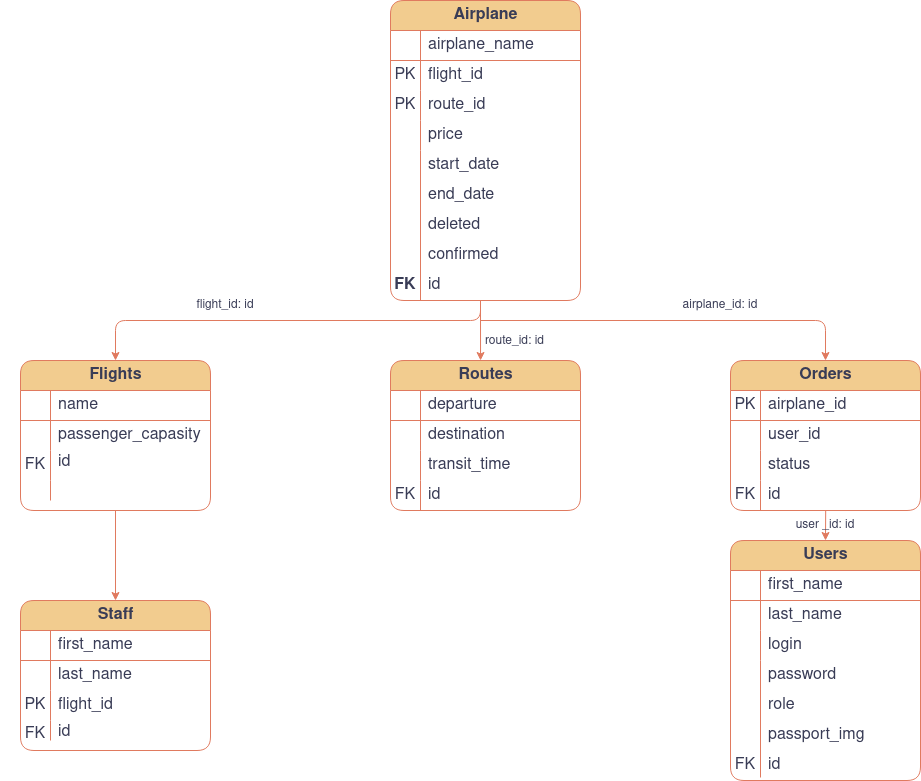 Airplane
airplane_name
PK flight_id
PK route_id
price
start_date
end_date
deleted
confirmed
FK id
flight_id: id
airplane_id: id
route_id: id
Flights
name
passenger_capasity
FK id
Routes
departure
destination
transit_time
FK id
Orders
PK airplane_id
user_id
status
FK id
user_id: id
Staff
first_name
last_name
PK flight_id
FK id
Users
first_name
last_name
login
password
role
passport_img
FK id